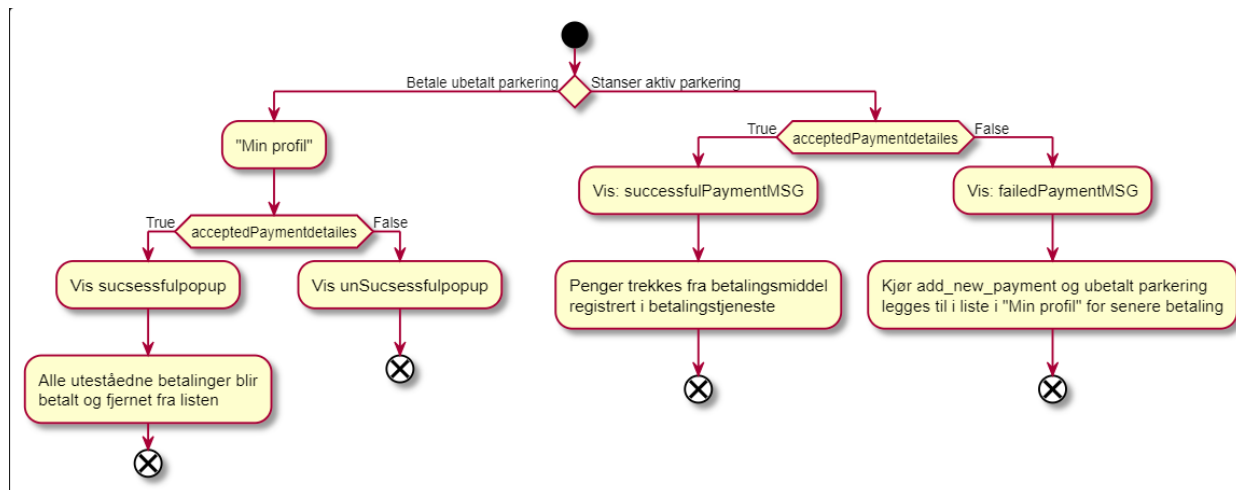 Betale ubetalt parkering
Stanser aktiv parkering
"Min profil"
True
acceptedPaymentdetailes
False
Vis sucsessfulpopup
Vis unSucsessfulpopup
Alle uteståedne betalinger blir
betalt og fjernet fra listen
True
acceptedPaymentdetailes
False
Vis: successfulPaymentMSG
Vis: failedPaymentMSG
Penger trekkes fra betalingsmiddel
registrert i betalingstjeneste
Kjør add_new_payment og ubetalt parkering
legges til i liste i "Min profil" for senere betaling